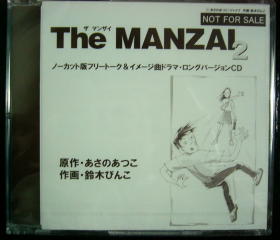 NOT FOR SALE
ザ マンザイ
The MANZAI 2
ノーカット版フリートーク＆イメージ曲ドラマ・ロングバージョンCD
原作・あさのあつこ
作画・鈴木びんこ